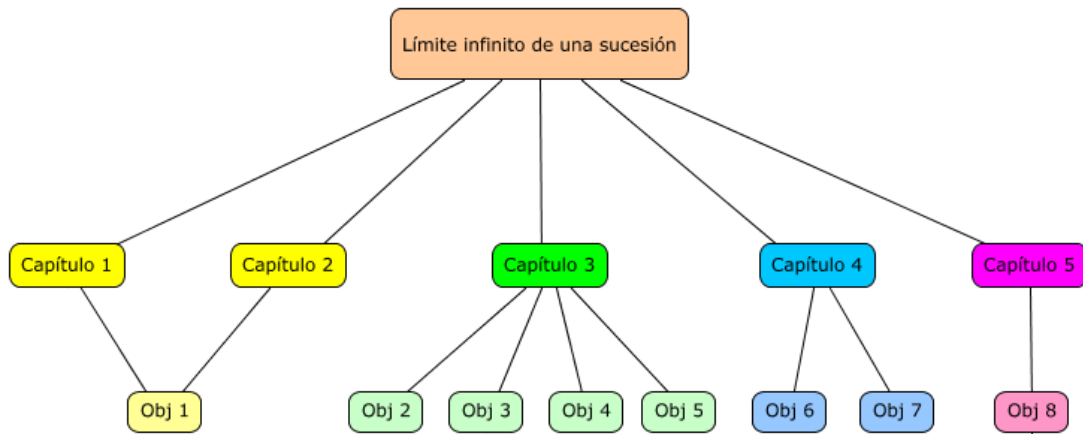 Límite infinito de una sucesión
Capítulo 1
Capítulo 2
Capítulo 3
Capítulo 4
Capítulo 5
Obj 1
Obj 2
Obj 3
Obj 4
Obj 5
Obj 6
Obj 7
Obj 8